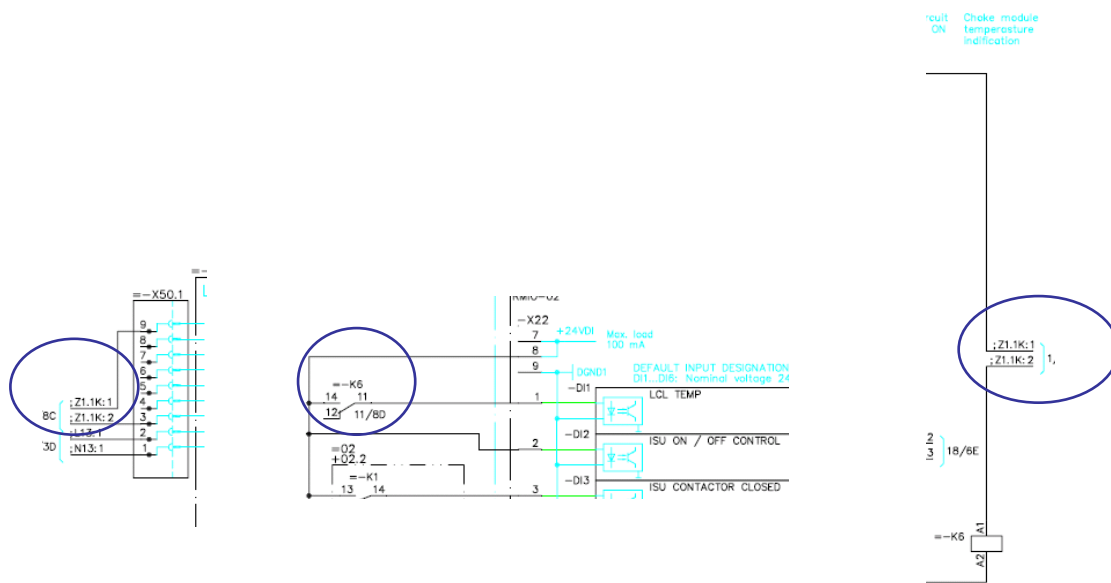 =-X50.1
9
8
7
6
5
4
3
2
1
;Z1.1K:1
;Z1.1K:2
;L13:1
;N13:1
8C
3D
RMIO-02
-X22
7
8
9
+24VDI
Max. load
100 mA
DGND1
DEFAULT INPUT DESIGNATION
DI1...DI6: Nominal voltage 24
-DI1
LCL TEMP
=-K6
14 11
12 11/8D
1
-DI2
ISU ON / OFF CONTROL
2
=02
+02.2
=-K1
13 14
-DI3
ISU CONTACTOR CLOSED
3
rcuit
ON
Choke module
temperasture
indification
;Z1.1K:1
;Z1.1K:2
1,
2
3
18/6E
=-K6
A1
A2